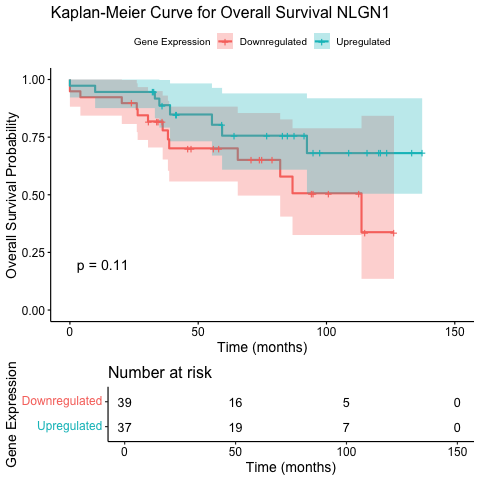 Kaplan-Meier Curve for Overall Survival NLGN1
Gene Expression Downregulated Upregulated
Overall Survival Probability
1.00
0.75
0.50
0.25
0.00
p = 0.11
0 50 100 150
Time (months)
Number at risk
Gene Expression
Downregulated 39 16 5 0
Upregulated 37 19 7 0
0 50 100 150
Time (months)